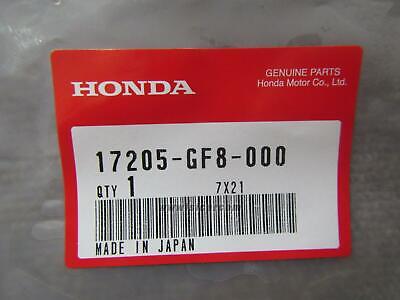 HONDA
GENUINE PARTS
Honda Motor Co., Ltd.
17205-GF8-000
QTY 1 7X21
MADE IN JAPAN